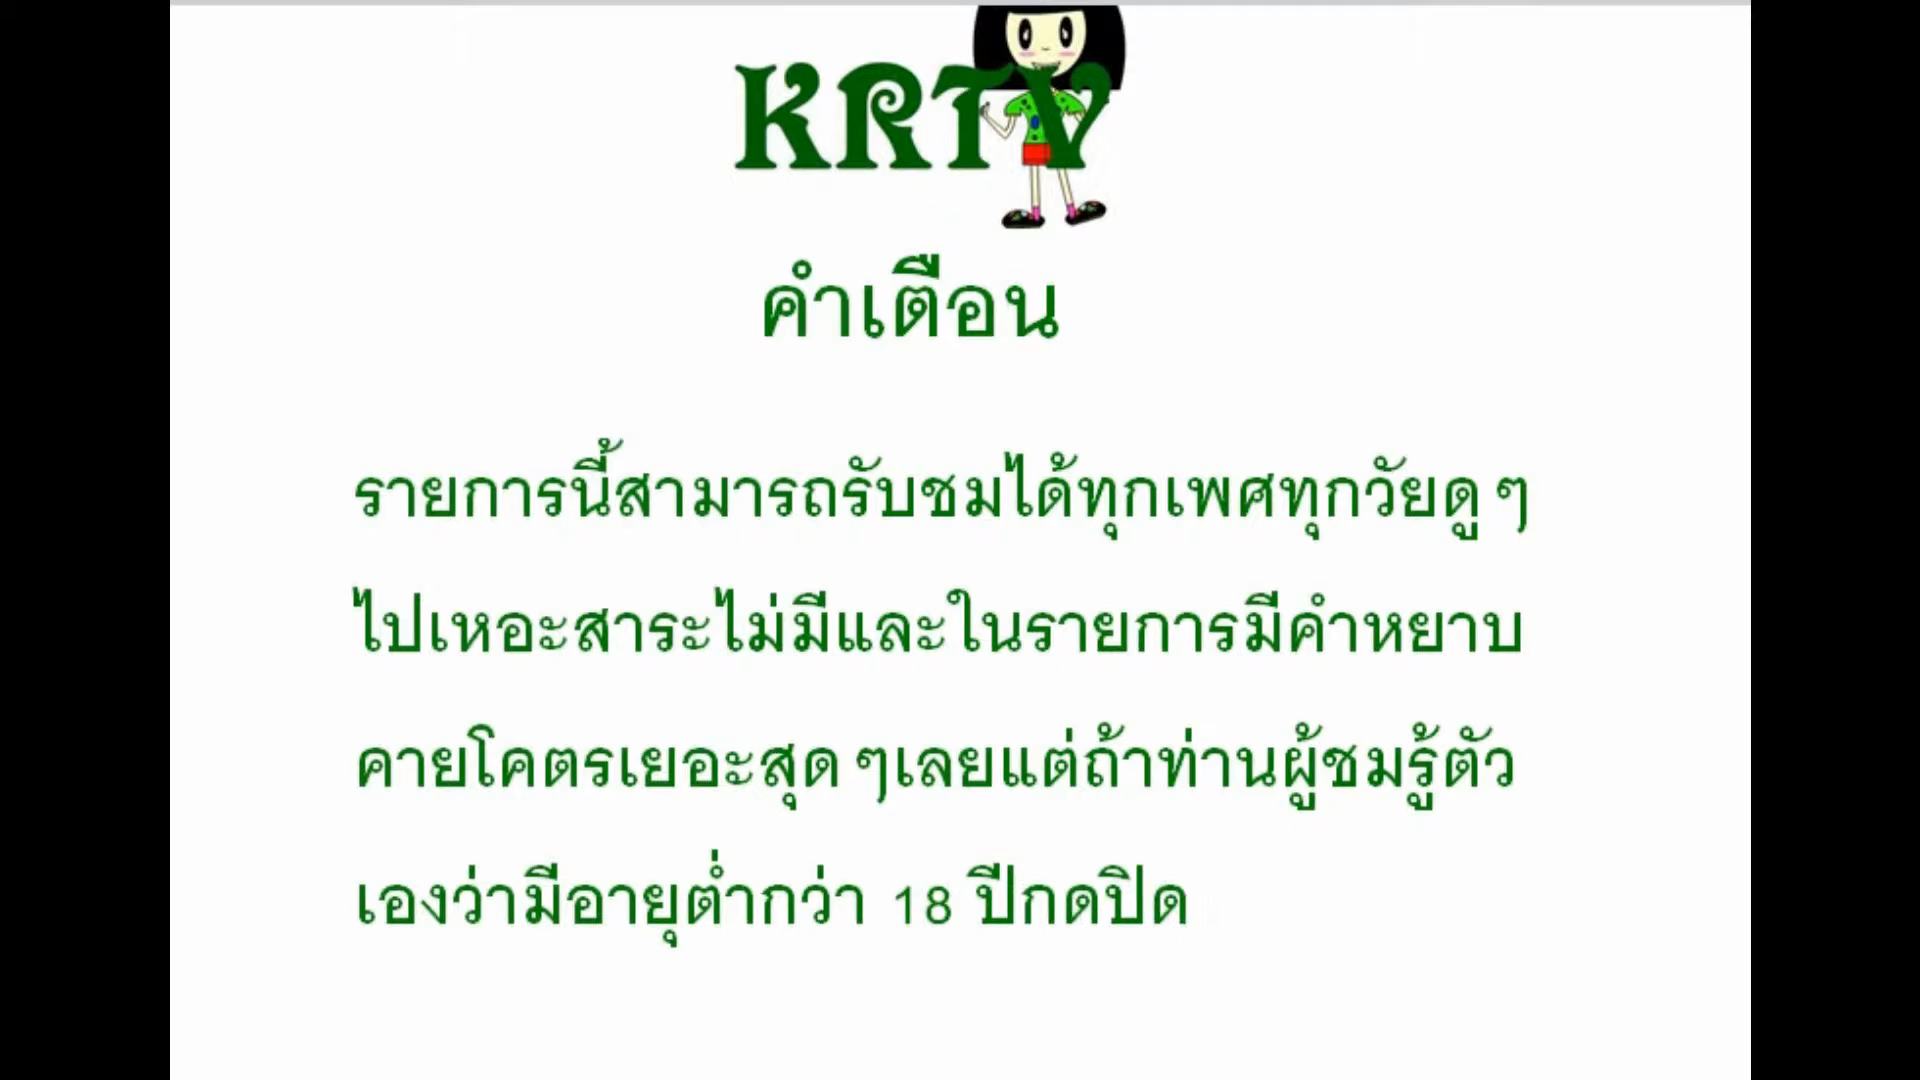 KRTV
คำเตือน
รายการนี้สามารถรับชมได้ทุกเพศทุกวัยดูๆ
ไปเหอะสาระไม่มีและในรายการมีคำหยาบ
คายโคตรเยอะสุดๆเลยแต่ถ้าท่านผู้ชมรู้ตัว
เองว่ามีอายุต่ำกว่า 18 ปีกดปิด